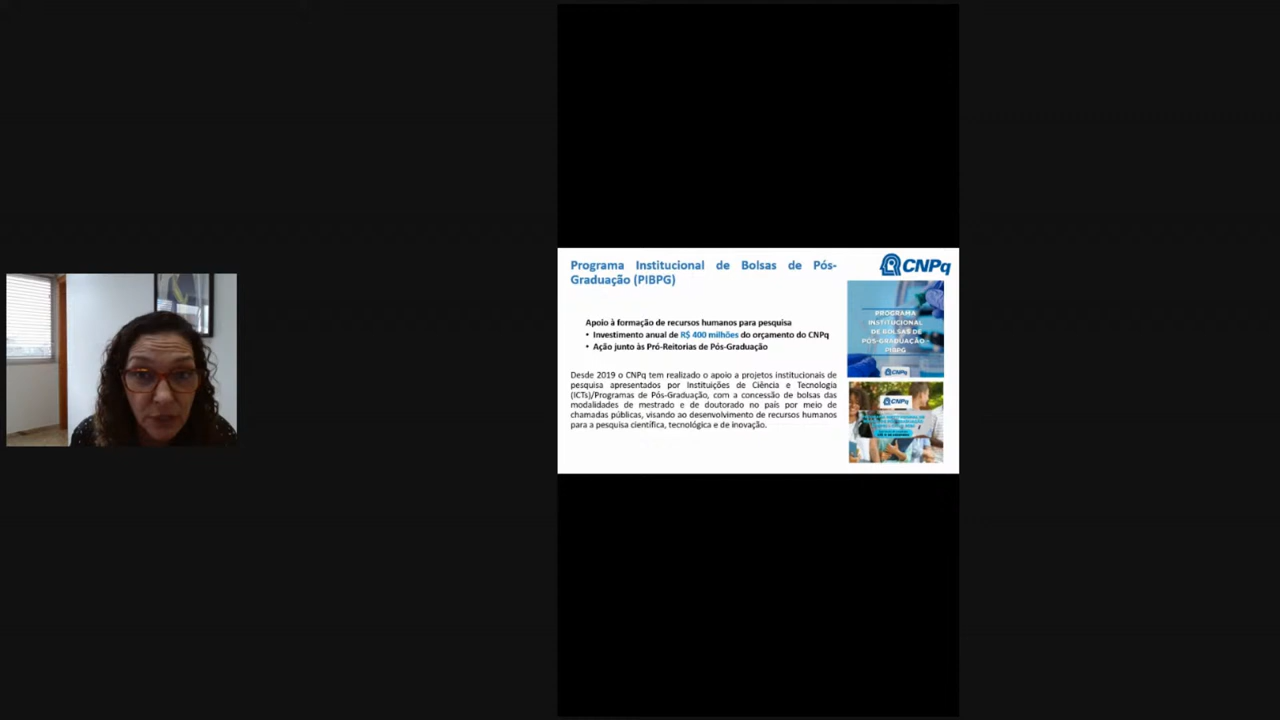 Programa Institucional de Bolsas de Pós-
Graduação (PIBPG)
CNPq
Apoio à formação de recursos humanos para pesquisa
• Investimento anual de R$ 400 milhões do orçamento do CNPq
• Ação junto às Pró-Reitorias de Pós-Graduação
Desde 2019 o CNPq tem realizado o apoio a projetos institucionais de
pesquisa apresentados por Instituições de Ciência e Tecnologia
(ICTs)/Programas de Pós-Graduação, com a concessão de bolsas das
modalidades de mestrado e de doutorado no país por meio de
chamadas públicas, visando ao desenvolvimento de recursos humanos
para a pesquisa científica, tecnológica e de inovação.
PROGRAMA
INSTITUCIONAL
DE BOLSAS DE
PÓS-GRADUAÇÃO -
PIBPG
CNPq
CNPq